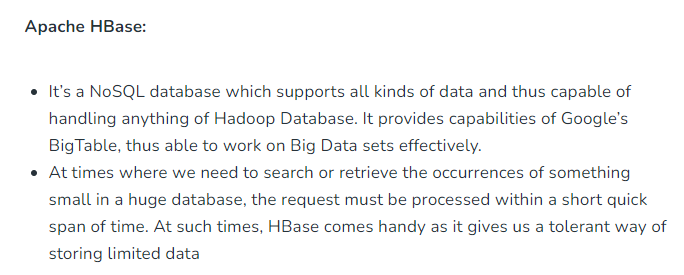 Apache HBase:
• It's a NoSQL database which supports all kinds of data and thus capable of
handling anything of Hadoop Database. It provides capabilities of Google's
BigTable, thus able to work on Big Data sets effectively.
• At times where we need to search or retrieve the occurrences of something
small in a huge database, the request must be processed within a short quick
span of time. At such times, HBase comes handy as it gives us a tolerant way of
storing limited data